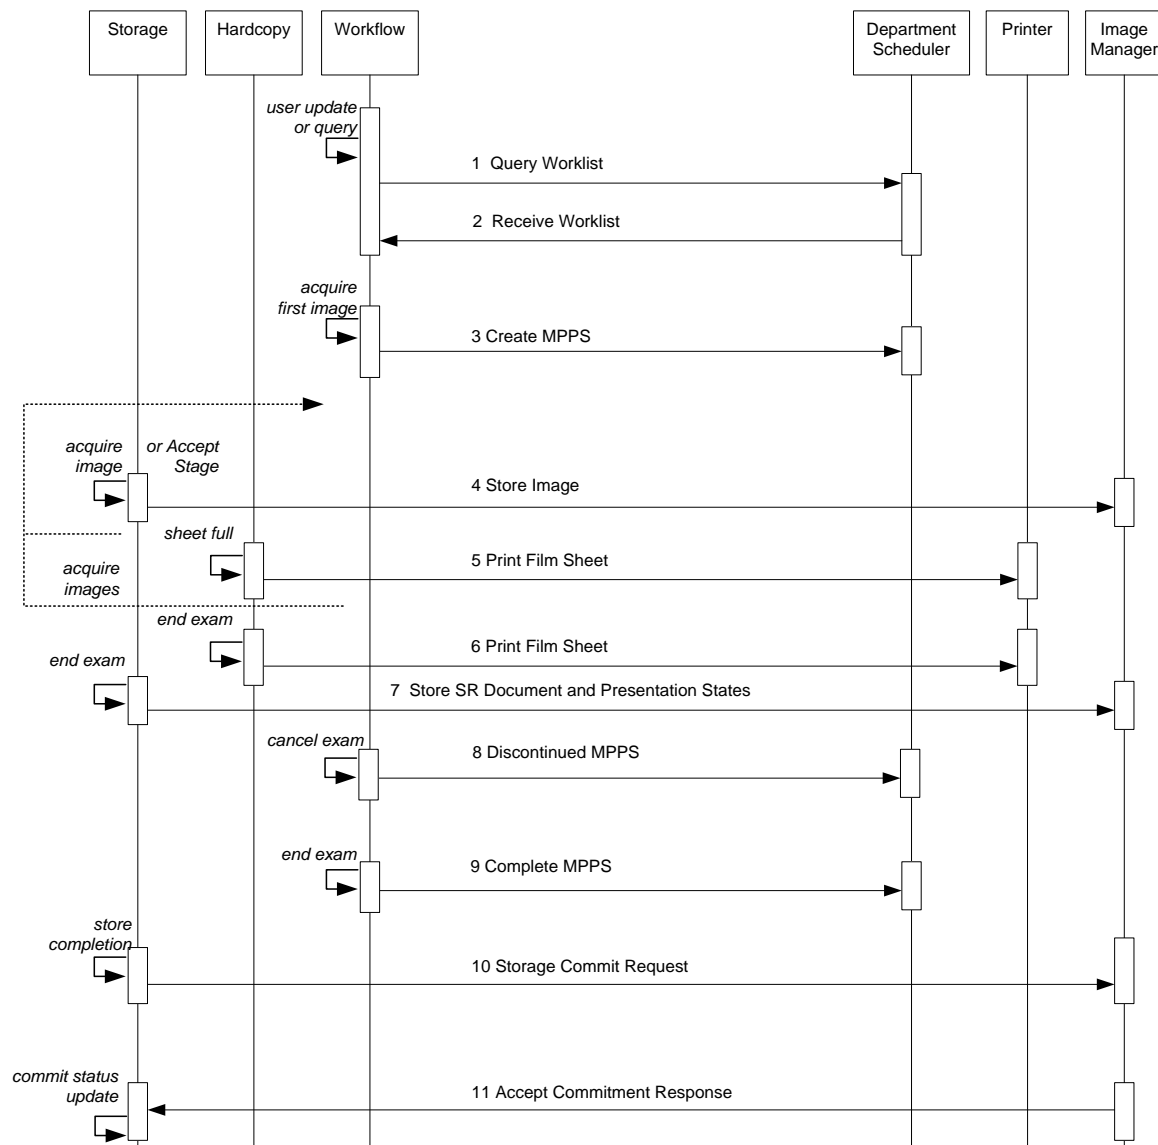 Storage
Hardcopy
Workflow
Department
Scheduler
Printer
Image
Manager
user update
or query
1 Query Worklist
2 Receive Worklist
acquire
first image
3 Create MPPS
acquire
image
or Accept
Stage
4 Store Image
sheet full
5 Print Film Sheet
acquire
images
end exam
6 Print Film Sheet
end exam
7 Store SR Document and Presentation States
cancel exam
8 Discontinued MPPS
end exam
9 Complete MPPS
store
completion
10 Storage Commit Request
commit status
update
11 Accept Commitment Response